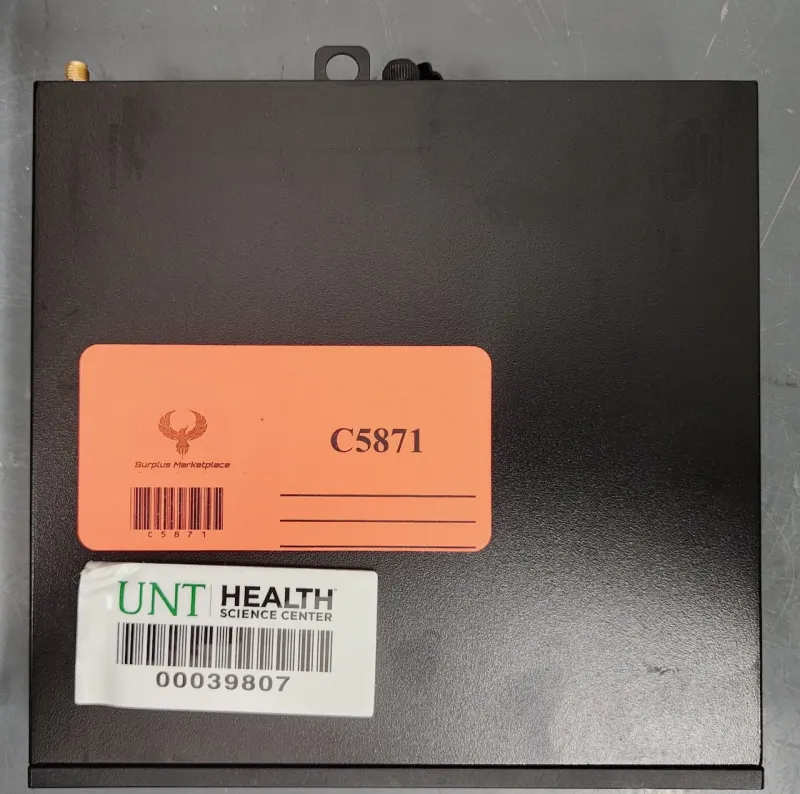 C5871
Surplus Marketplace
C5871
UNT HEALTH
SCIENCE CENTER
00039807